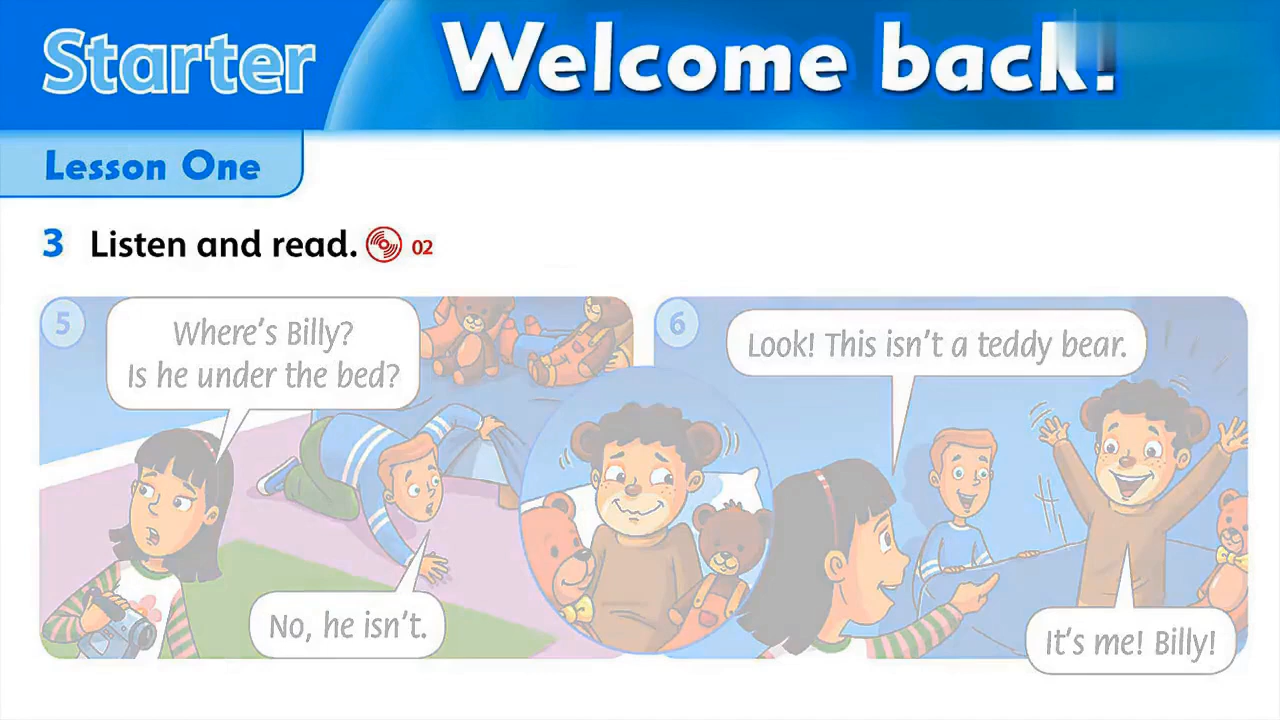 Starter
Welcome back!
Lesson One
3 Listen and read. 02
5
Where's Billy?
Is he under the bed?
No, he isn't.
6
Look! This isn't a teddy bear.
It's me! Billy!